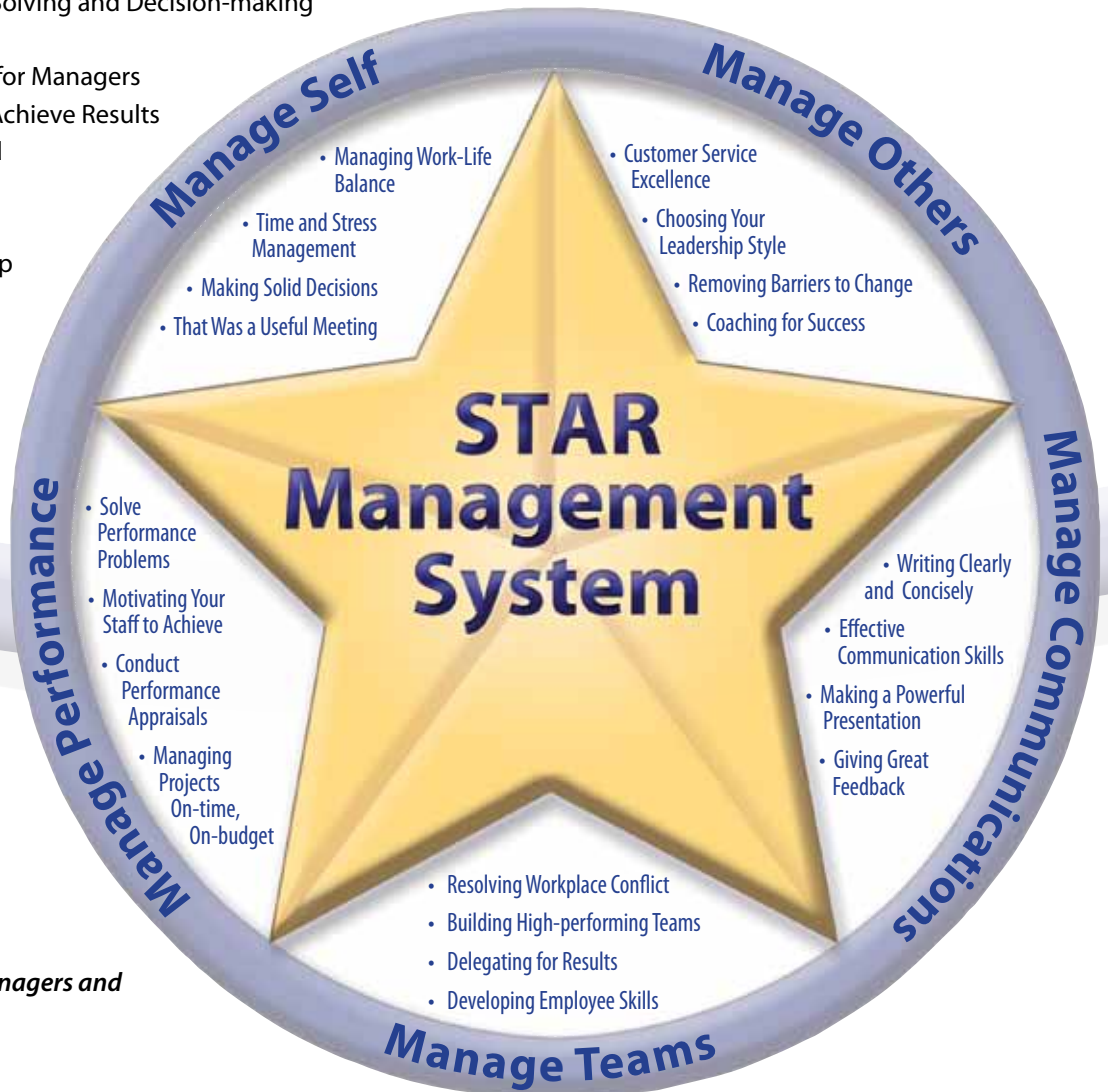 Solving and Decision-making
for Managers
Achieve Results
p
nagers and
Manage Self
• Managing Work-Life
Balance
• Time and Stress
Management
• Making Solid Decisions
• That Was a Useful Meeting
Manage Others
• Customer Service
Excellence
• Choosing Your
Leadership Style
• Removing Barriers to Change
• Coaching for Success
STAR
Management
System
Manage Performance
• Solve
Performance
Problems
• Motivating Your
Staff to Achieve
• Conduct
Performance
Appraisals
• Managing
Projects
On-time,
On-budget
Manage Communications
• Writing Clearly
and Concisely
• Effective
Communication Skills
• Making a Powerful
Presentation
• Giving Great
Feedback
• Resolving Workplace Conflict
• Building High-performing Teams
• Delegating for Results
• Developing Employee Skills
Manage Teams